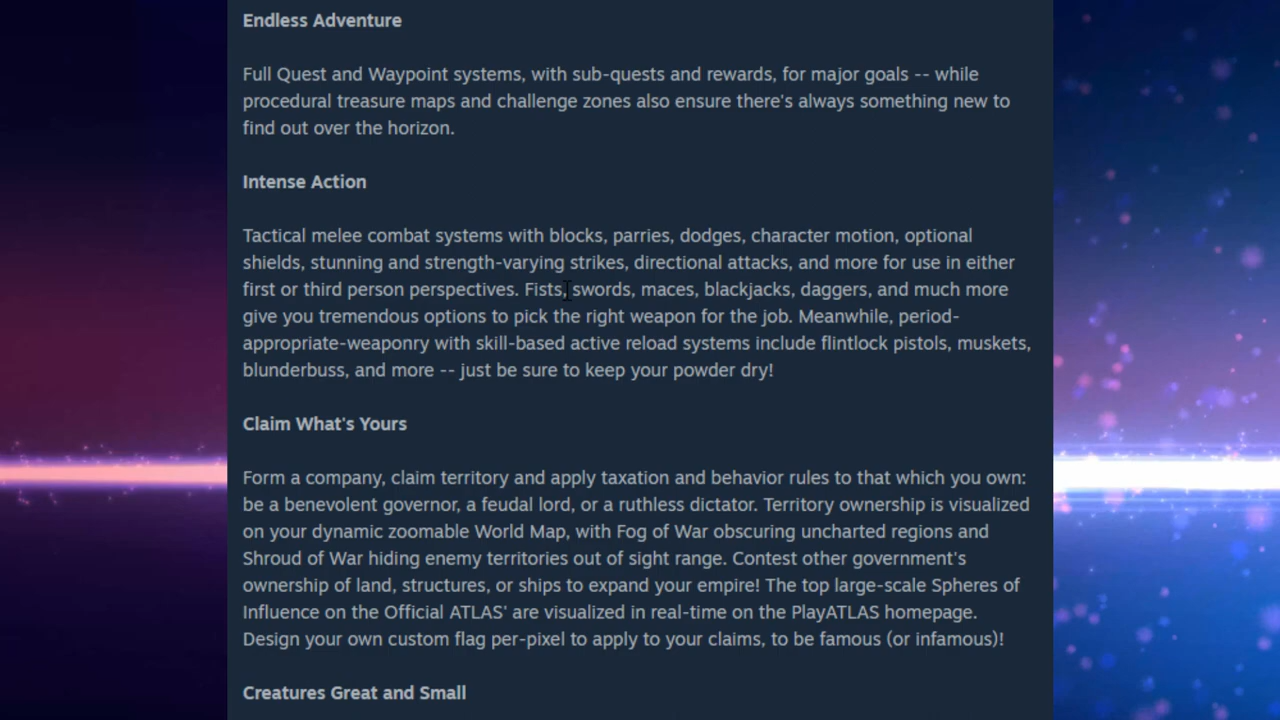 Endless Adventure
Full Quest and Waypoint systems, with sub-quests and rewards, for major goals -- while
procedural treasure maps and challenge zones also ensure there's always something new to
find out over the horizon.
Intense Action
Tactical melee combat systems with blocks, parries, dodges, character motion, optional
shields, stunning and strength-varying strikes, directional attacks, and more for use in either
first or third person perspectives. Fists, swords, maces, blackjacks, daggers, and much more
give you tremendous options to pick the right weapon for the job. Meanwhile, period-
appropriate-weaponry with skill-based active reload systems include flintlock pistols, muskets,
blunderbuss, and more -- just be sure to keep your powder dry!
Claim What's Yours
Form a company, claim territory and apply taxation and behavior rules to that which you own:
be a benevolent governor, a feudal lord, or a ruthless dictator. Territory ownership is visualized
on your dynamic zoomable World Map, with Fog of War obscuring uncharted regions and
Shroud of War hiding enemy territories out of sight range. Contest other government's
ownership of land, structures, or ships to expand your empire! The top large-scale Spheres of
Influence on the Official ATLAS' are visualized in real-time on the PlayATLAS homepage.
Design your own custom flag per-pixel to apply to your claims, to be famous (or infamous)!
Creatures Great and Small